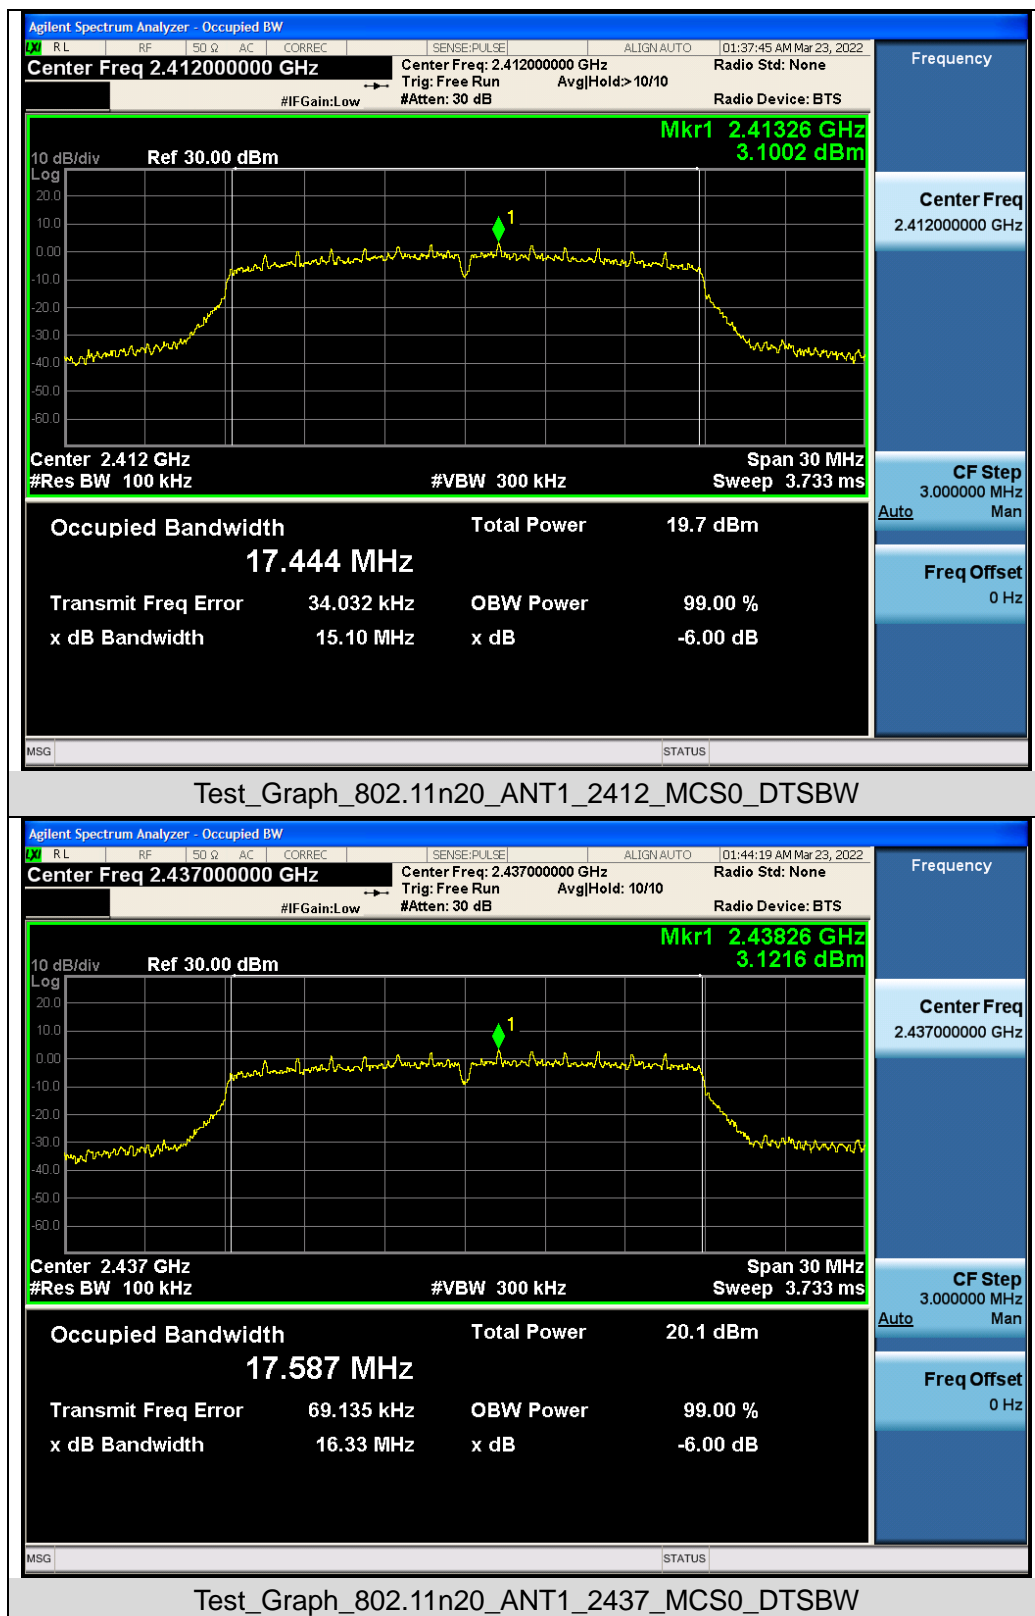 Agilent Spectrum Analyzer - Occupied BW
LXI RL RF 50 Ω AC CORREC SENSE:PULSE ALIGN AUTO 01:37:45 AM Mar 23, 2022
Center Freq 2.412000000 GHz Center Freq: 2.412000000 GHz Radio Std: None Frequency
Trig: Free Run Avg|Hold:>10/10
#IFGain:Low #Atten: 30 dB Radio Device: BTS
Mkr1 2.41326 GHz
3.1002 dBm
10 dB/div Ref 30.00 dBm
Log
20.0
10.0
0.00
-10.0
-20.0
-30.0
-40.0
-50.0
-60.0
1
Center Freq
2.412000000 GHz
Center 2.412 GHz Span 30 MHz
#Res BW 100 kHz #VBW 300 kHz Sweep 3.733 ms
CF Step
3.000000 MHz
Auto Man
Occupied Bandwidth Total Power 19.7 dBm
17.444 MHz
Freq Offset
0 Hz
Transmit Freq Error 34.032 kHz OBW Power 99.00 %
x dB Bandwidth 15.10 MHz x dB -6.00 dB
MSG STATUS
Test_Graph_802.11n20_ANT1_2412_MCS0_DTSBW
Agilent Spectrum Analyzer - Occupied BW
LXI RL RF 50 Ω AC CORREC SENSE:PULSE ALIGN AUTO 01:44:19 AM Mar 23, 2022
Center Freq 2.437000000 GHz Center Freq: 2.437000000 GHz Radio Std: None Frequency
Trig: Free Run Avg|Hold: 10/10
#IFGain:Low #Atten: 30 dB Radio Device: BTS
Mkr1 2.43826 GHz
3.1216 dBm
10 dB/div Ref 30.00 dBm
Log
20.0
10.0
0.00
-10.0
-20.0
-30.0
-40.0
-50.0
-60.0
1
Center Freq
2.437000000 GHz
Center 2.437 GHz Span 30 MHz
#Res BW 100 kHz #VBW 300 kHz Sweep 3.733 ms
CF Step
3.000000 MHz
Auto Man
Occupied Bandwidth Total Power 20.1 dBm
17.587 MHz
Freq Offset
0 Hz
Transmit Freq Error 69.135 kHz OBW Power 99.00 %
x dB Bandwidth 16.33 MHz x dB -6.00 dB
MSG STATUS
Test_Graph_802.11n20_ANT1_2437_MCS0_DTSBW